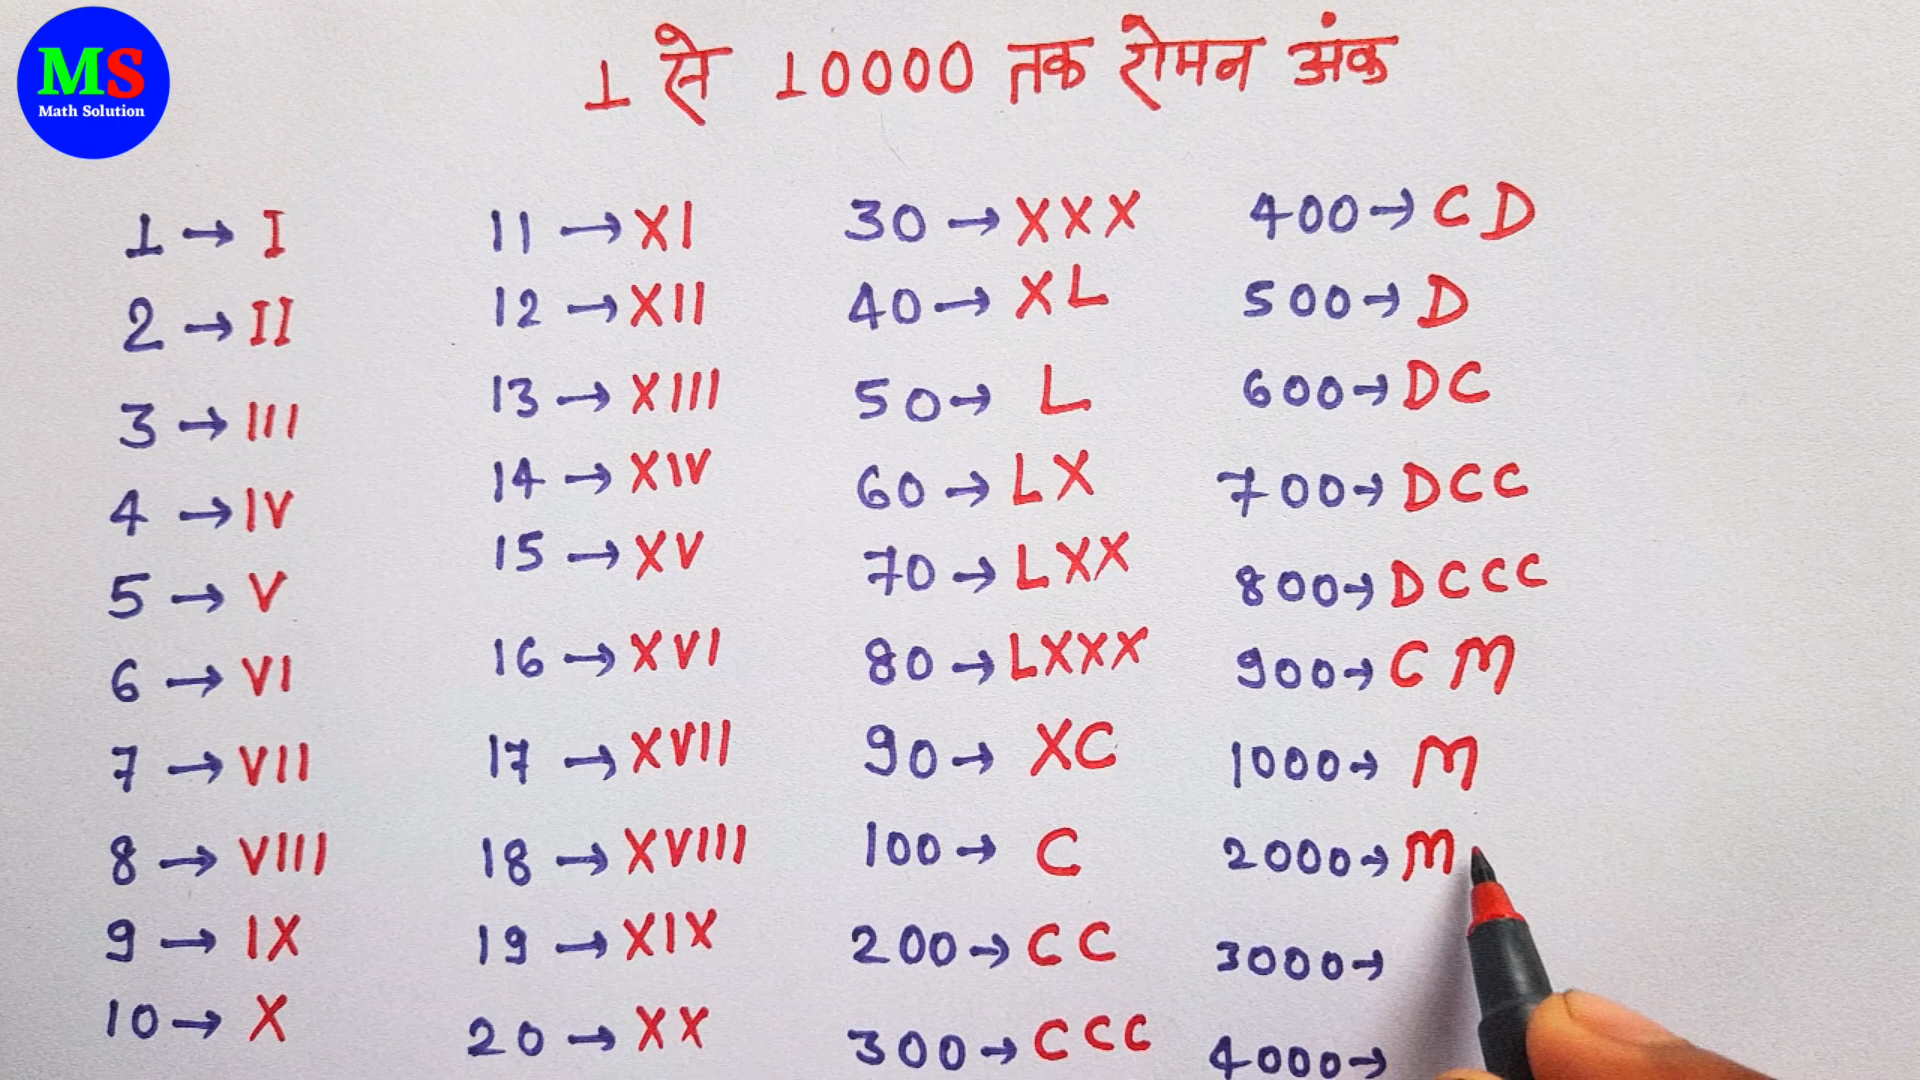 MS
Math Solution
1 से 10000 तक रोमन अंक
1 → I
2 → II
3 → III
4 → IV
5 → V
6 → VI
7 → VII
8 → VIII
9 → IX
10 → X
11 → XI
12 → XII
13 → XIII
14 → XIV
15 → XV
16 → XVI
17 → XVII
18 → XVIII
19 → XIX
20 → XX
30 → XXX
40 → XL
50 → L
60 → LX
70 → LXX
80 → LXXX
90 → XC
100 → C
200 → CC
300 → CCC
400 → CD
500 → D
600 → DC
700 → DCC
800 → DCCC
900 → CM
1000 → M
2000 → M
3000 →
4000 →